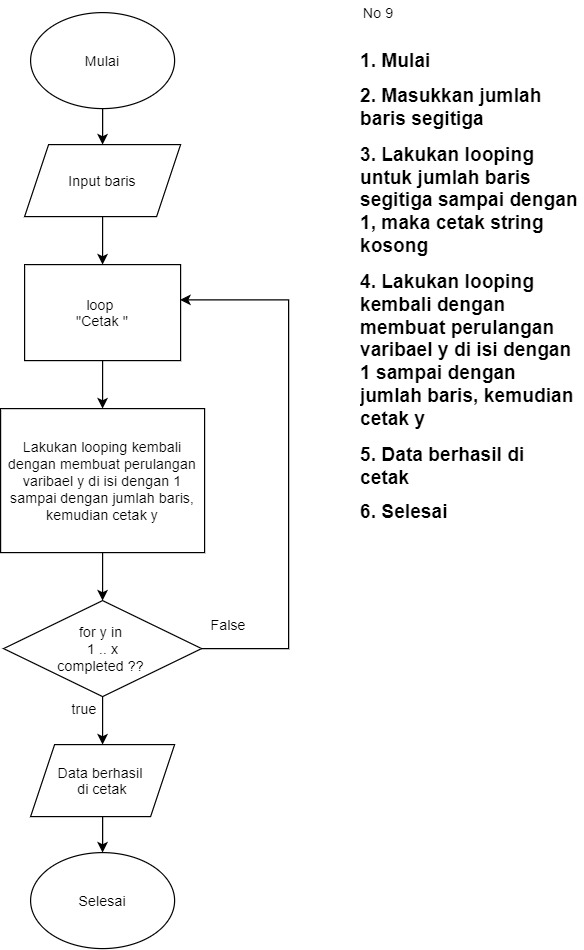 Mulai
Input baris
loop
"Cetak "
Lakukan looping kembali
dengan membuat perulangan
varibael y di isi dengan 1
sampai dengan jumlah baris,
kemudian cetak y
for y in
1 .. x
completed ??
False
true
Data berhasil
di cetak
Selesai
No 9
1. Mulai
2. Masukkan jumlah
baris segitiga
3. Lakukan looping
untuk jumlah baris
segitiga sampai dengan
1, maka cetak string
kosong
4. Lakukan looping
kembali dengan
membuat perulangan
varibael y di isi dengan
1 sampai dengan
jumlah baris, kemudian
cetak y
5. Data berhasil di
cetak
6. Selesai